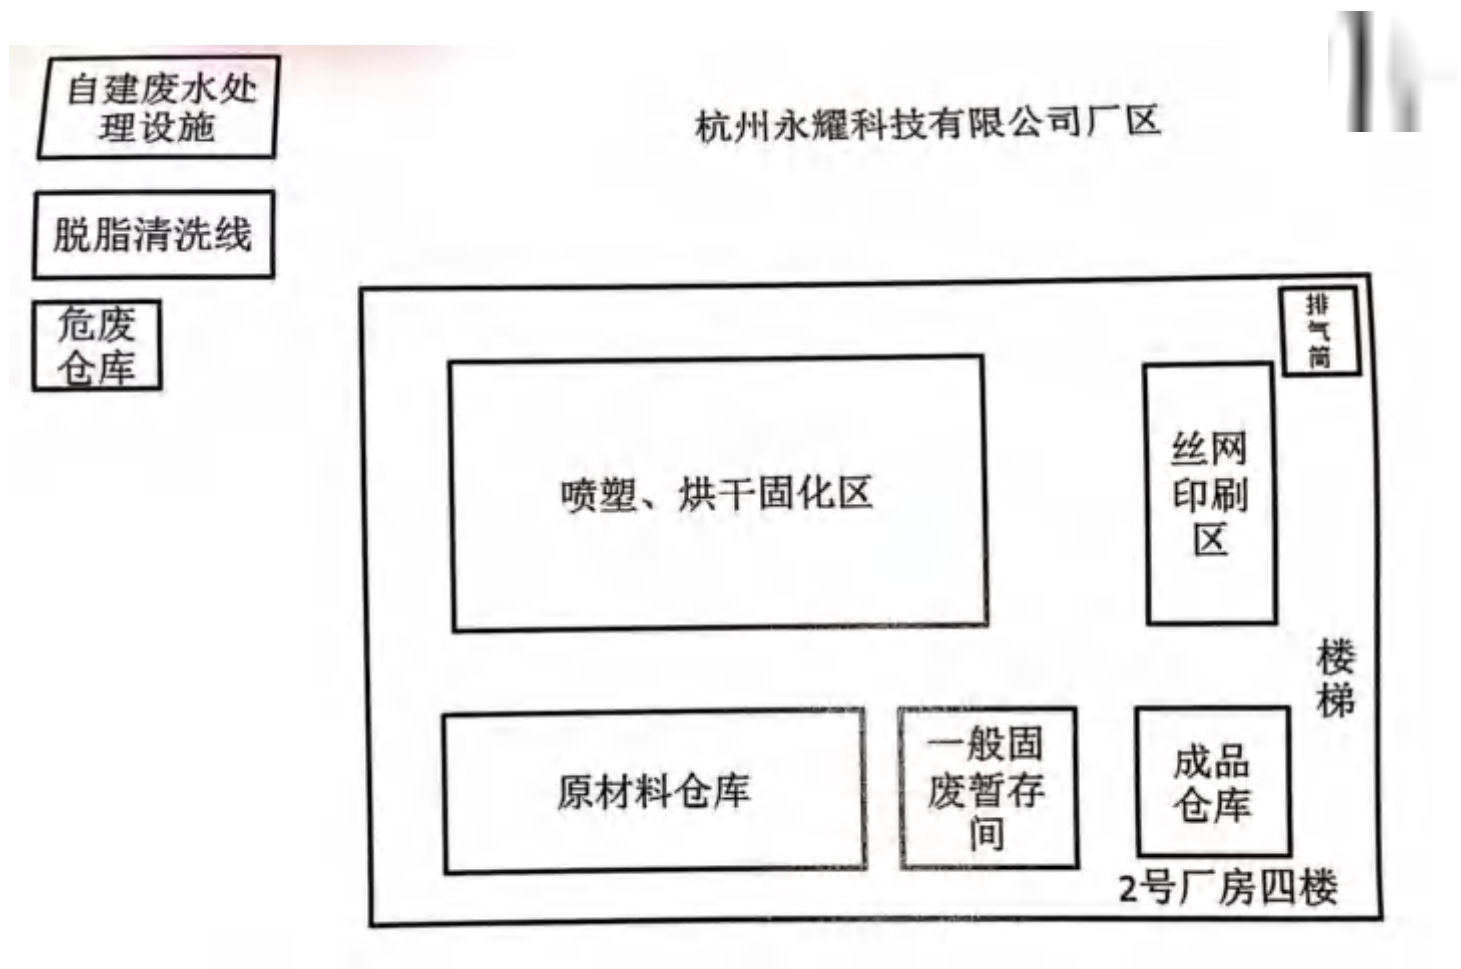 自建废水处
理设施
杭州永耀科技有限公司厂区
脱脂清洗线
危废
仓库
排
气
筒
喷塑、烘干固化区
丝网
印刷
区
楼
梯
原材料仓库
一般固
废暂存
间
成品
仓库
2号厂房四楼